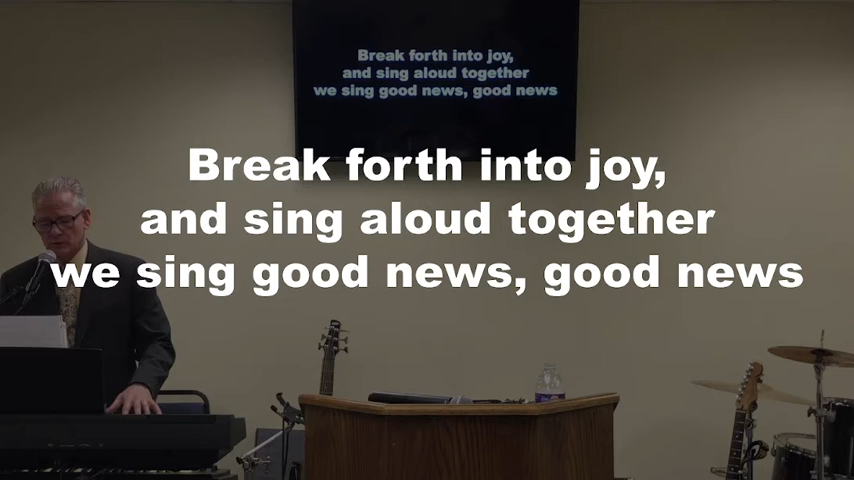 Break forth into joy,
and sing aloud together
we sing good news, good news
Break forth into joy,
and sing aloud together
we sing good news, good news